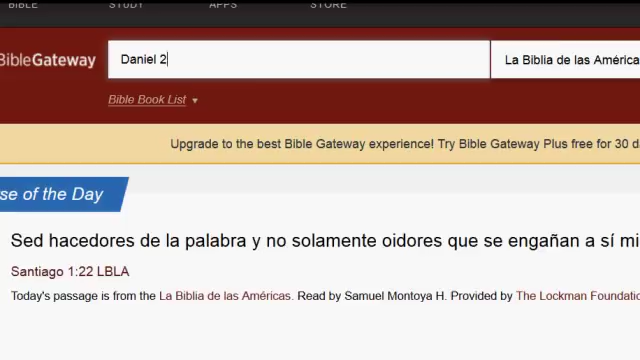 BIBLE STUDY APPS STORE
BibleGateway Daniel 2 La Biblia de las América
Bible Book List
Upgrade to the best Bible Gateway experience! Try Bible Gateway Plus free for 30 d
se of the Day
Sed hacedores de la palabra y no solamente oidores que se engañan a sí mi
Santiago 1:22 LBLA
Today's passage is from the La Biblia de las Américas. Read by Samuel Montoya H. Provided by The Lockman Foundatio